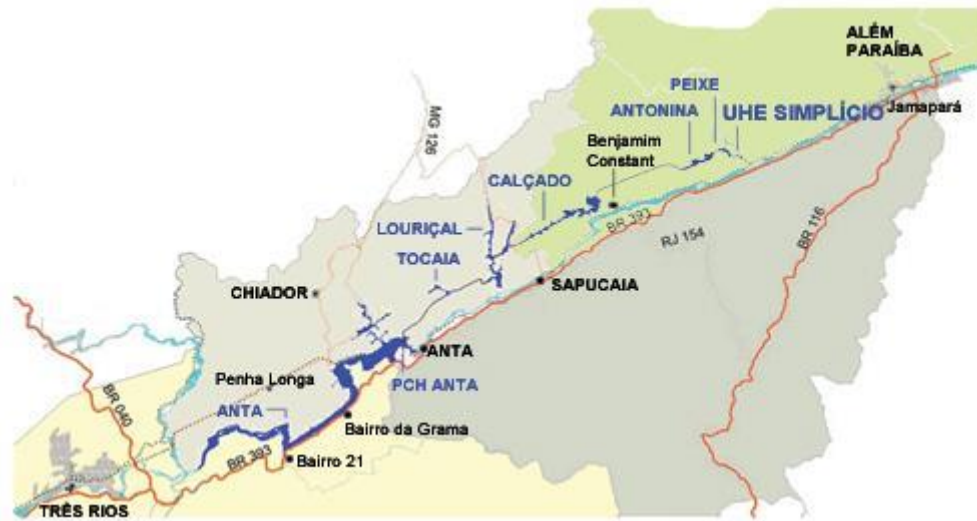 ALÉM
PARAÍBA
PEIXE
ANTONINA
UHE SIMPLÍCIO
Jamapará
Benjamim
Constant
MG 126
CALÇADO
BR 393
LOURIÇAL
RJ 154
BR 116
TOCAIA
CHIADOR
SAPUCAIA
ANTA
Penha Longa
PCH ANTA
BR 040
ANTA
Bairro da Grama
BR 393
Bairro 21
TRÊS RIOS